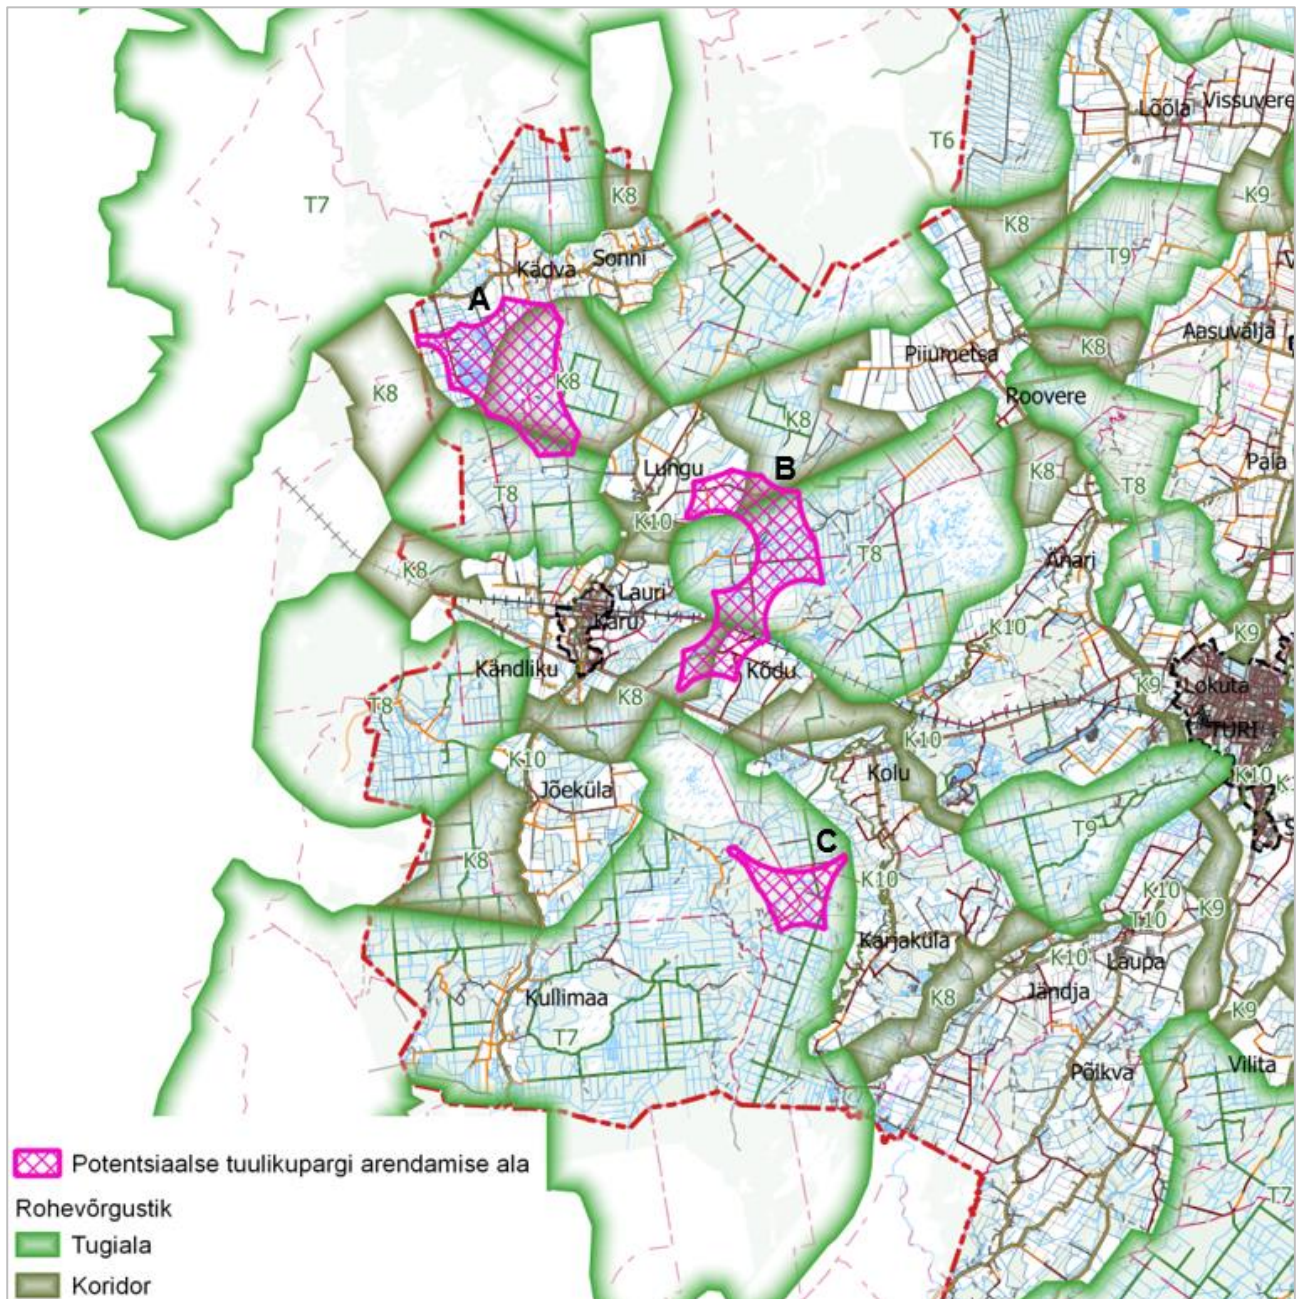 Lõõla
Vissuvere
T6
K8
K9
T7
K8
T9
Sonni
Kädva
A
Aasuvälja
Piiumetsa
K8
K8
K8
Roovere
K8
B
Lungu
K8
Paia
T8
T8
K10
T8
Änari
K8
Lauri
Käru
K10
K9
Kändliku
Kõdu
K9
Lokuta
K8
T8
TÜRI
K10
K10
Kolu
K10
Jõeküla
T9
C
K8
K10
K10
K9
T10
Karjaküla
K10
Laupa
Kullimaa
K8
Jändja
K9
T7
Põlkva
Vilita
T7
Potentsiaalse tuulikupargi arendamise ala
Rohevõrgustik
Tugiala
Koridor